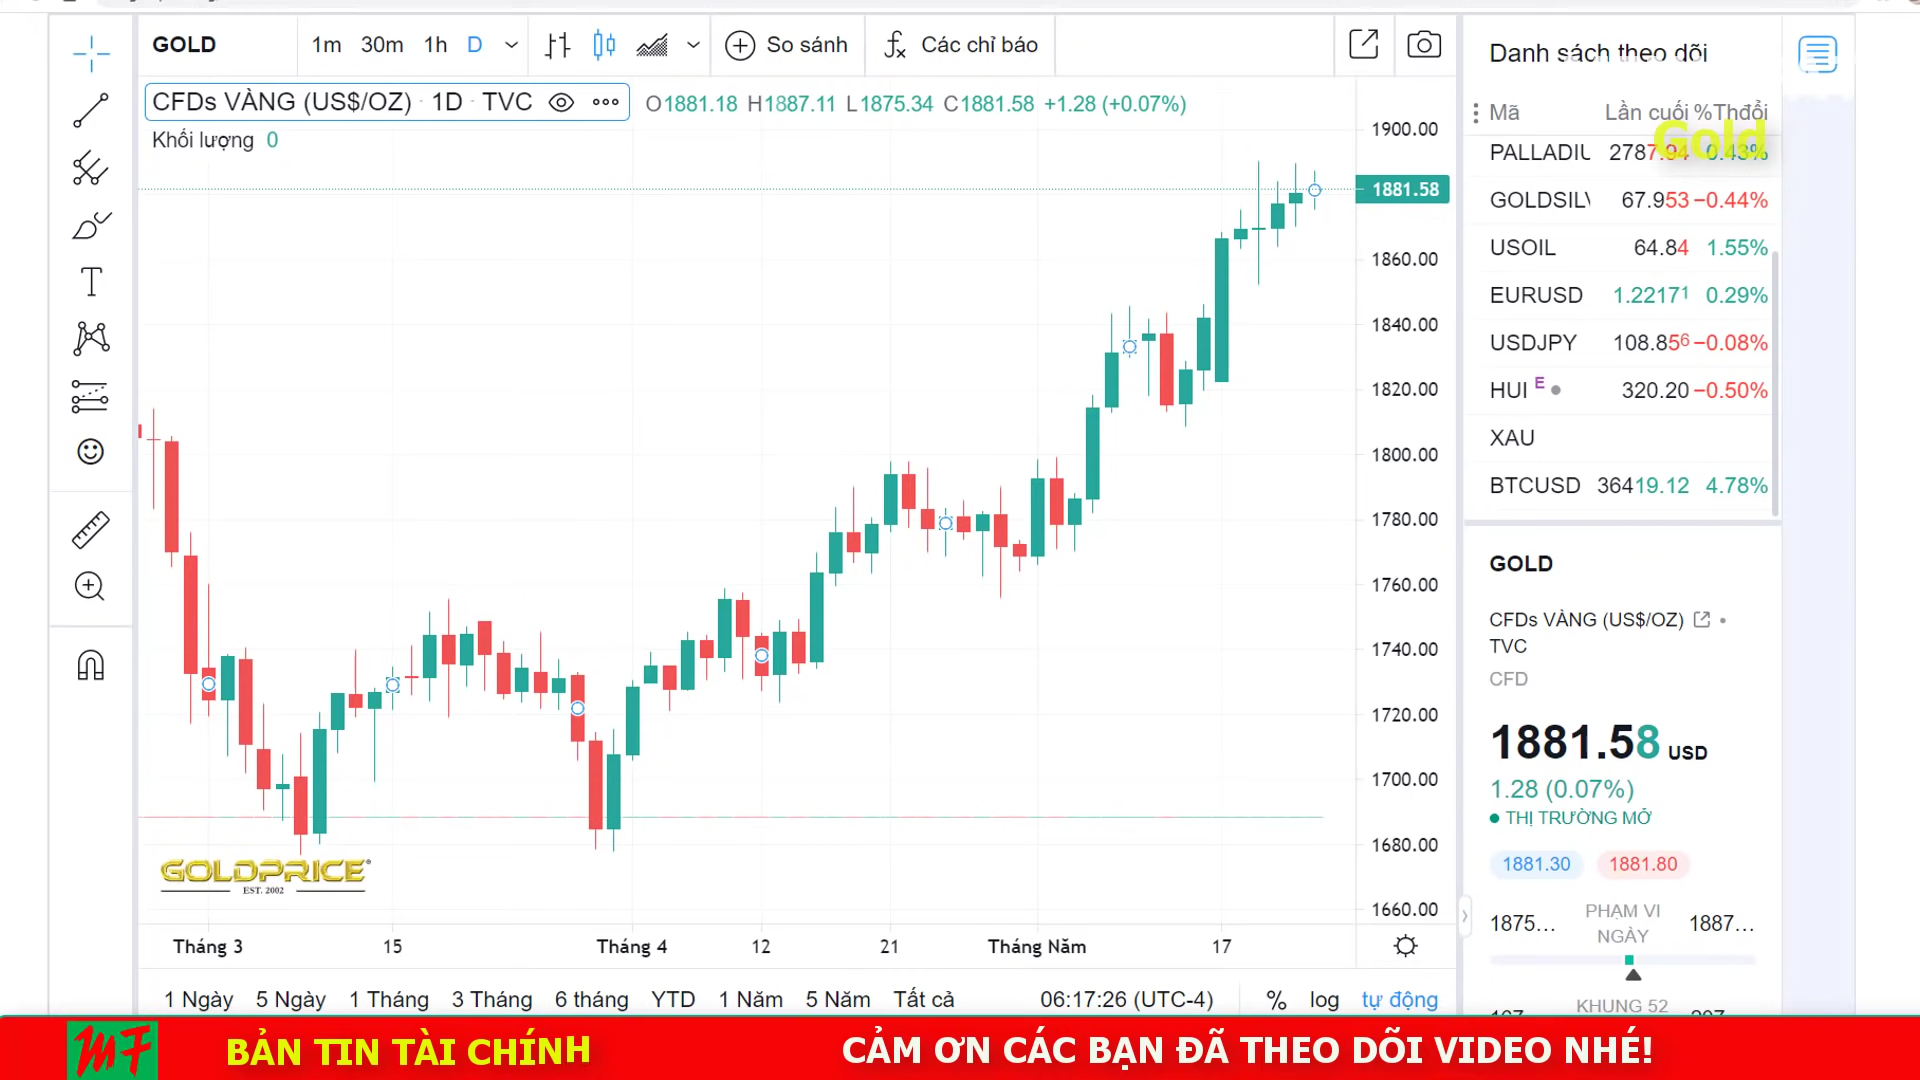 GOLD
1m 30m 1h D
So sánh
Các chỉ báo
CFDs VÀNG (US$/OZ) · 1D · TVC
O1881.18 H1887.11 L1875.34 C1881.58 +1.28 (+0.07%)
Khối lượng 0
1900.00
1881.58
1860.00
1840.00
1820.00
1800.00
1780.00
1760.00
1740.00
1720.00
1700.00
1680.00
1660.00
GOLDPRICE
EST. 2002
Tháng 3 15 Tháng 4 12 21 Tháng Năm 17
1 Ngày 5 Ngày 1 Tháng 3 Tháng 6 tháng YTD 1 Năm 5 Năm Tất cả
06:17:26 (UTC-4) % log tự động
Danh sách theo dõi
Mã Lần cuối %Thđổi
Gold
PALLADIU 2787.94 0.43%
GOLDSILV 67.953 −0.44%
USOIL 64.84 1.55%
EURUSD 1.22171 0.29%
USDJPY 108.856 −0.08%
HUI E 320.20 −0.50%
XAU
BTCUSD 36419.12 4.78%
GOLD
CFDs VÀNG (US$/OZ) •
TVC
CFD
1881.58 USD
1.28 (0.07%)
THỊ TRƯỜNG MỞ
1881.30 1881.80
1875... PHẠM VI NGÀY 1887...
KHUNG 52
MF
BẢN TIN TÀI CHÍNH
CẢM ƠN CÁC BẠN ĐÃ THEO DÕI VIDEO NHÉ!